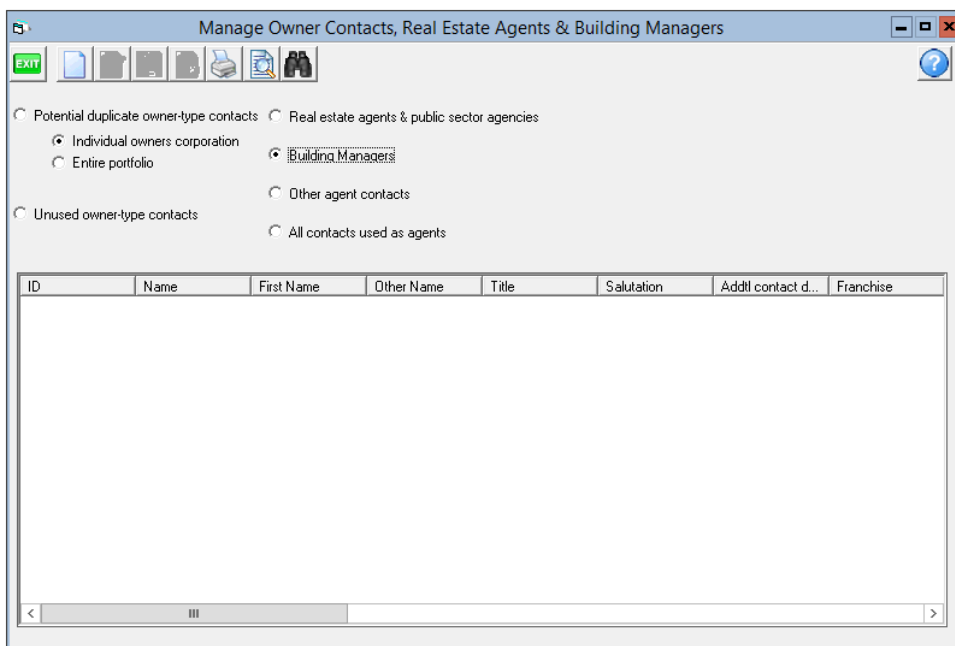 Manage Owner Contacts, Real Estate Agents & Building Managers
EXIT
Potential duplicate owner-type contacts
Real estate agents & public sector agencies
Individual owners corporation
Building Managers
Entire portfolio
Other agent contacts
Unused owner-type contacts
All contacts used as agents
ID Name First Name Other Name Title Salutation Addtl contact d... Franchise